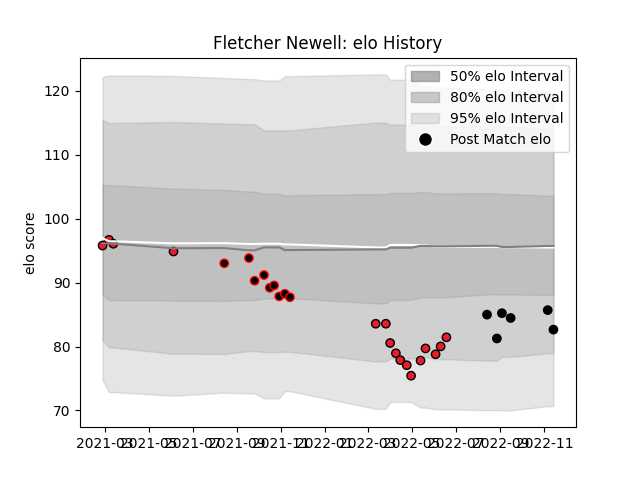 Fletcher Newell: elo History
50% elo Interval
80% elo Interval
95% elo Interval
Post Match elo
elo score
120
110
100
90
80
70
2021-03 2021-05 2021-07 2021-09 2021-11 2022-01 2022-03 2022-05 2022-07 2022-09 2022-11